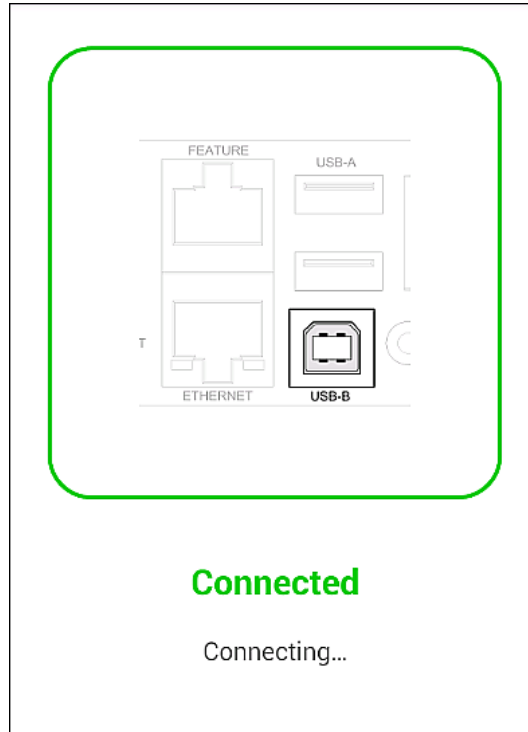 FEATURE
USB-A
T
ETHERNET
USB-B
Connected
Connecting...